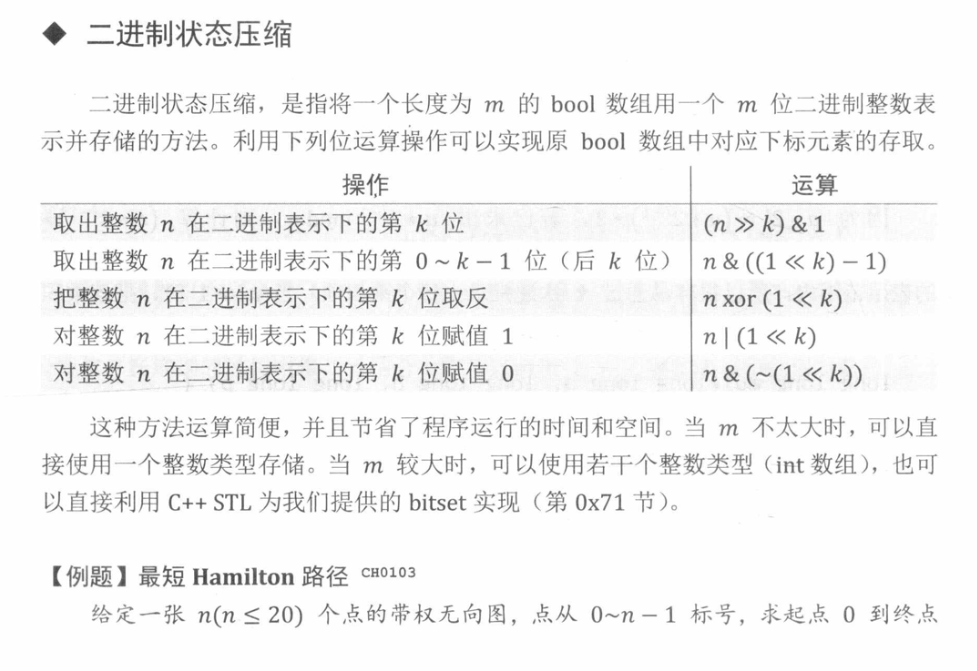 ◆ 二进制状态压缩
二进制状态压缩，是指将一个长度为 m 的 bool 数组用一个 m 位二进制整数表
示并存储的方法。利用下列位运算操作可以实现原 bool 数组中对应下标元素的存取。
操作 运算
取出整数 n 在二进制表示下的第 k 位 (n ≫ k) & 1
取出整数 n 在二进制表示下的第 0 ~ k − 1 位（后 k 位） n & ((1 ≪ k) − 1)
把整数 n 在二进制表示下的第 k 位取反 n xor (1 ≪ k)
对整数 n 在二进制表示下的第 k 位赋值 1 n | (1 ≪ k)
对整数 n 在二进制表示下的第 k 位赋值 0 n & (~(1 ≪ k))
这种方法运算简便，并且节省了程序运行的时间和空间。当 m 不太大时，可以直
接使用一个整数类型存储。当 m 较大时，可以使用若干个整数类型（int 数组），也可
以直接利用 C++ STL 为我们提供的 bitset 实现（第 0x71 节）。
【例题】最短 Hamilton 路径 CH0103
给定一张 n(n ≤ 20) 个点的带权无向图，点从 0~n − 1 标号，求起点 0 到终点